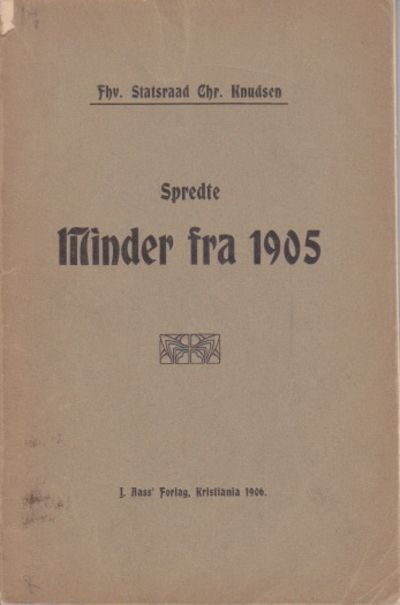 Fhv. Statsraad Chr. Knudsen
Spredte
Minder fra 1905
J. Aass' Forlag, Kristiania 1906.